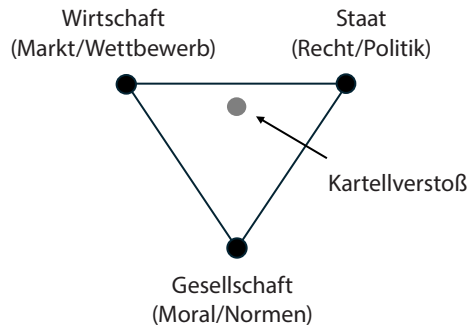 Wirtschaft
(Markt/Wettbewerb)
Staat
(Recht/Politik)
Kartellverstoß
Gesellschaft
(Moral/Normen)